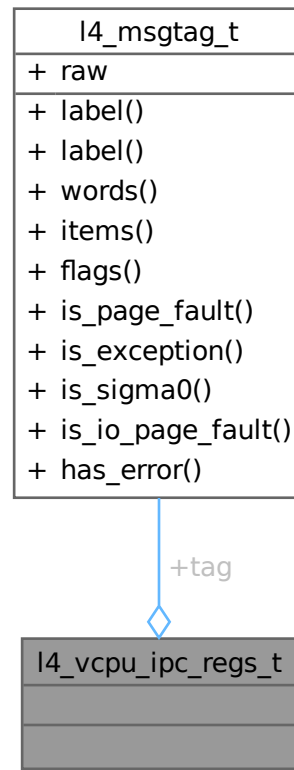 l4_msgtag_t
+ raw
+ label()
+ label()
+ words()
+ items()
+ flags()
+ is_page_fault()
+ is_exception()
+ is_sigma0()
+ is_io_page_fault()
+ has_error()
+tag
l4_vcpu_ipc_regs_t